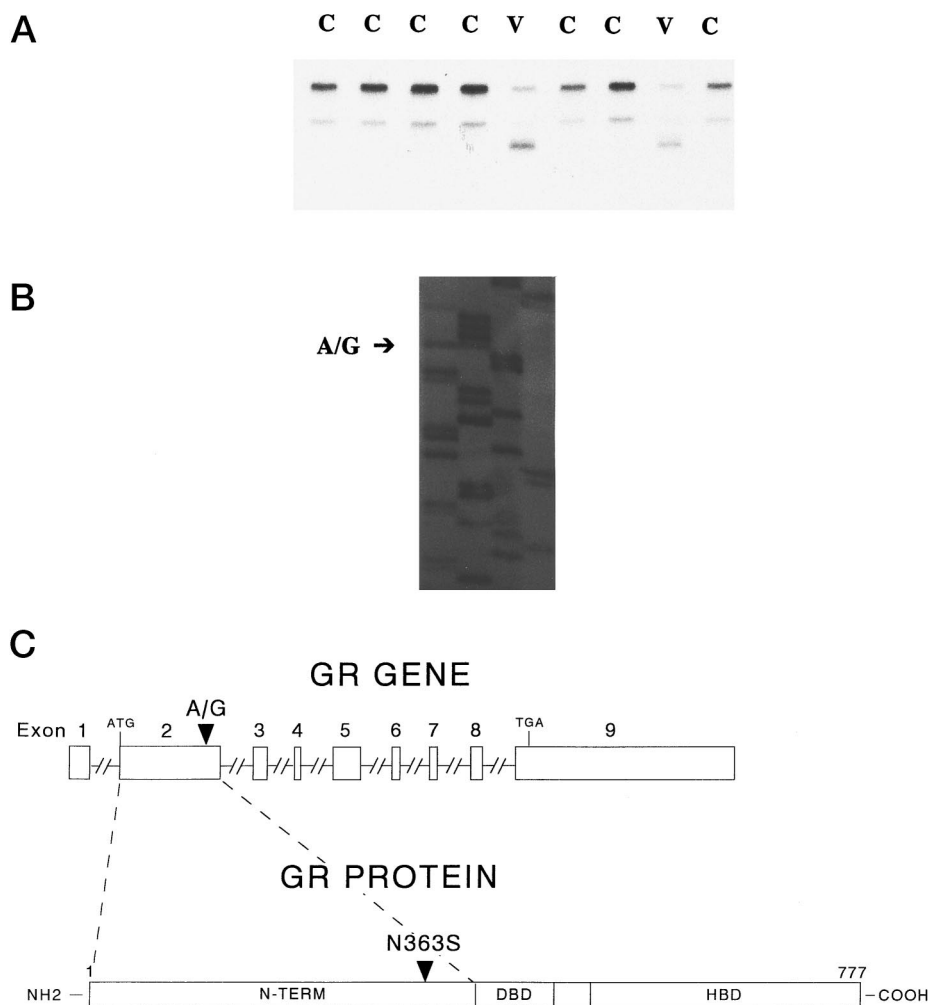 A
C C C C V C C V C
B
A/G →
C
GR GENE
A/G
Exon 1 ATG 2 3 4 5 6 7 8 TGA 9
GR PROTEIN
N363S
1 777
NH2 N-TERM DBD HBD COOH